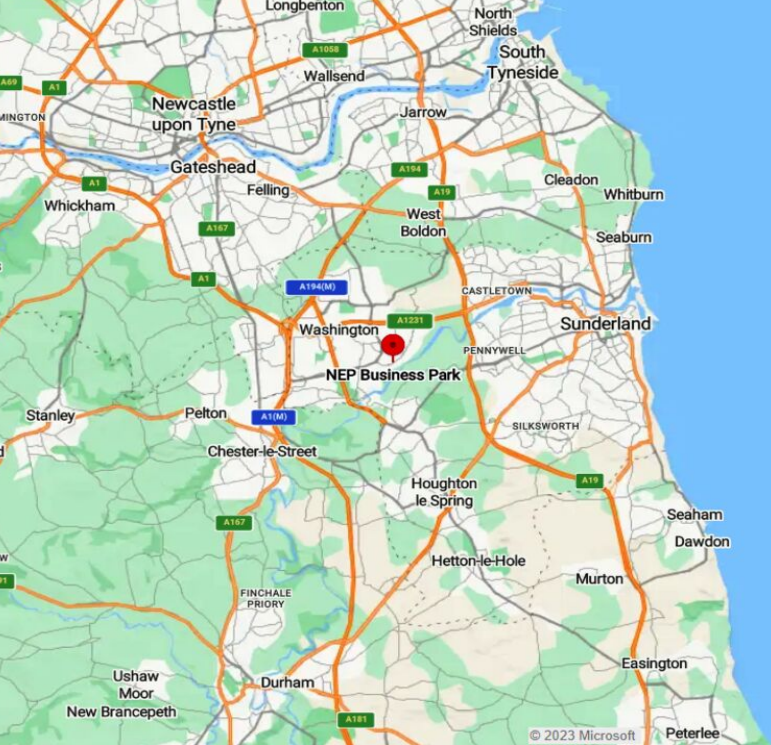 Longbenton
North
Shields
A1058
South
Tyneside
Wallsend
A69
A1
Newcastle
upon Tyne
MINGTON
Jarrow
Gateshead
A194
Cleadon
A1
Felling
A19
Whitburn
Whickham
West
Boldon
A167
Seaburn
A1
A194(M)
CASTLETOWN
A1231
Washington
Sunderland
PENNYWELL
NEP Business Park
Stanley
Pelton
A1(M)
SILKSWORTH
Chester-le-Street
Houghton
le Spring
A19
A167
Seaham
Dawdon
w
Hetton-le-Hole
Murton
91
FINCHALE
PRIORY
Easington
Ushaw
Moor
Durham
New Brancepeth
A181
© 2023 Microsoft
Peterlee